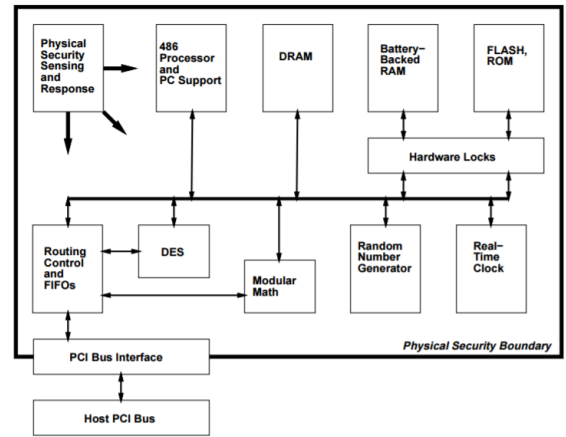 Physical
Security
Sensing
and
Response
486
Processor
and
PC Support
DRAM
Battery−
Backed
RAM
FLASH,
ROM
Hardware Locks
Routing
Control
and
FIFOs
DES
Modular
Math
Random
Number
Generator
Real−
Time
Clock
Physical Security Boundary
PCI Bus Interface
Host PCI Bus